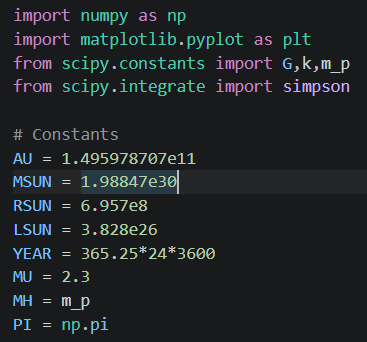 import numpy as np
import matplotlib.pyplot as plt
from scipy.constants import G,k,m_p
from scipy.integrate import simpson
# Constants
AU = 1.495978707e11
MSUN = 1.98847e30
RSUN = 6.957e8
LSUN = 3.828e26
YEAR = 365.25*24*3600
MU = 2.3
MH = m_p
PI = np.pi